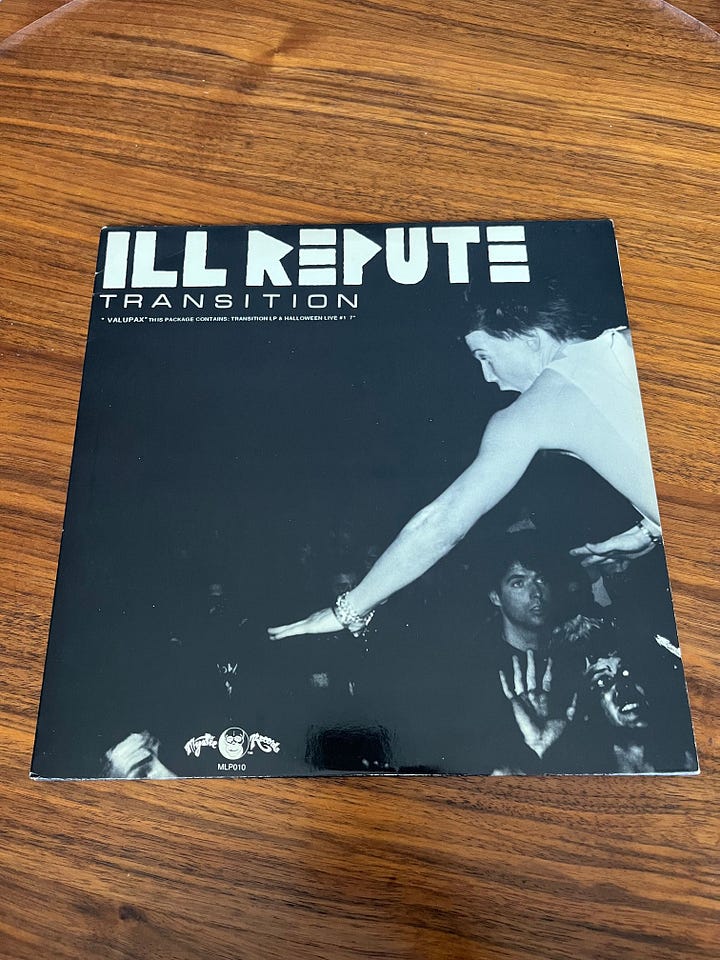 ILL REPUTE
TRANSITION
" VALUPAX" THIS PACKAGE CONTAINS: TRANSITION LP & HALLOWEEN LIVE #1 7"
Mystic Records
MLP010